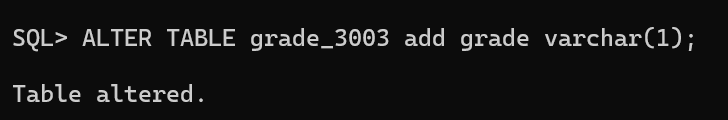 SQL> ALTER TABLE grade_3003 add grade varchar(1);
Table altered.